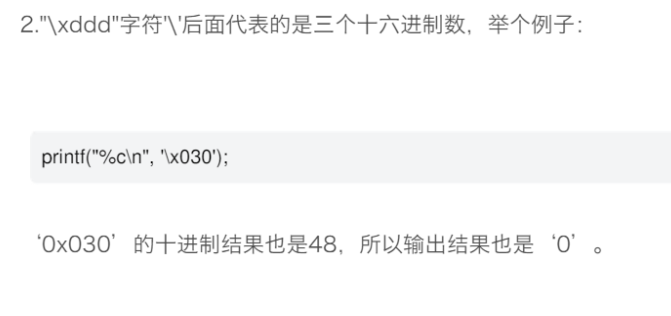 2."\xddd"字符'\'后面代表的是三个十六进制数，举个例子：
printf("%c\n", '\x030');
‘0x030’的十进制结果也是48，所以输出结果也是‘0’。